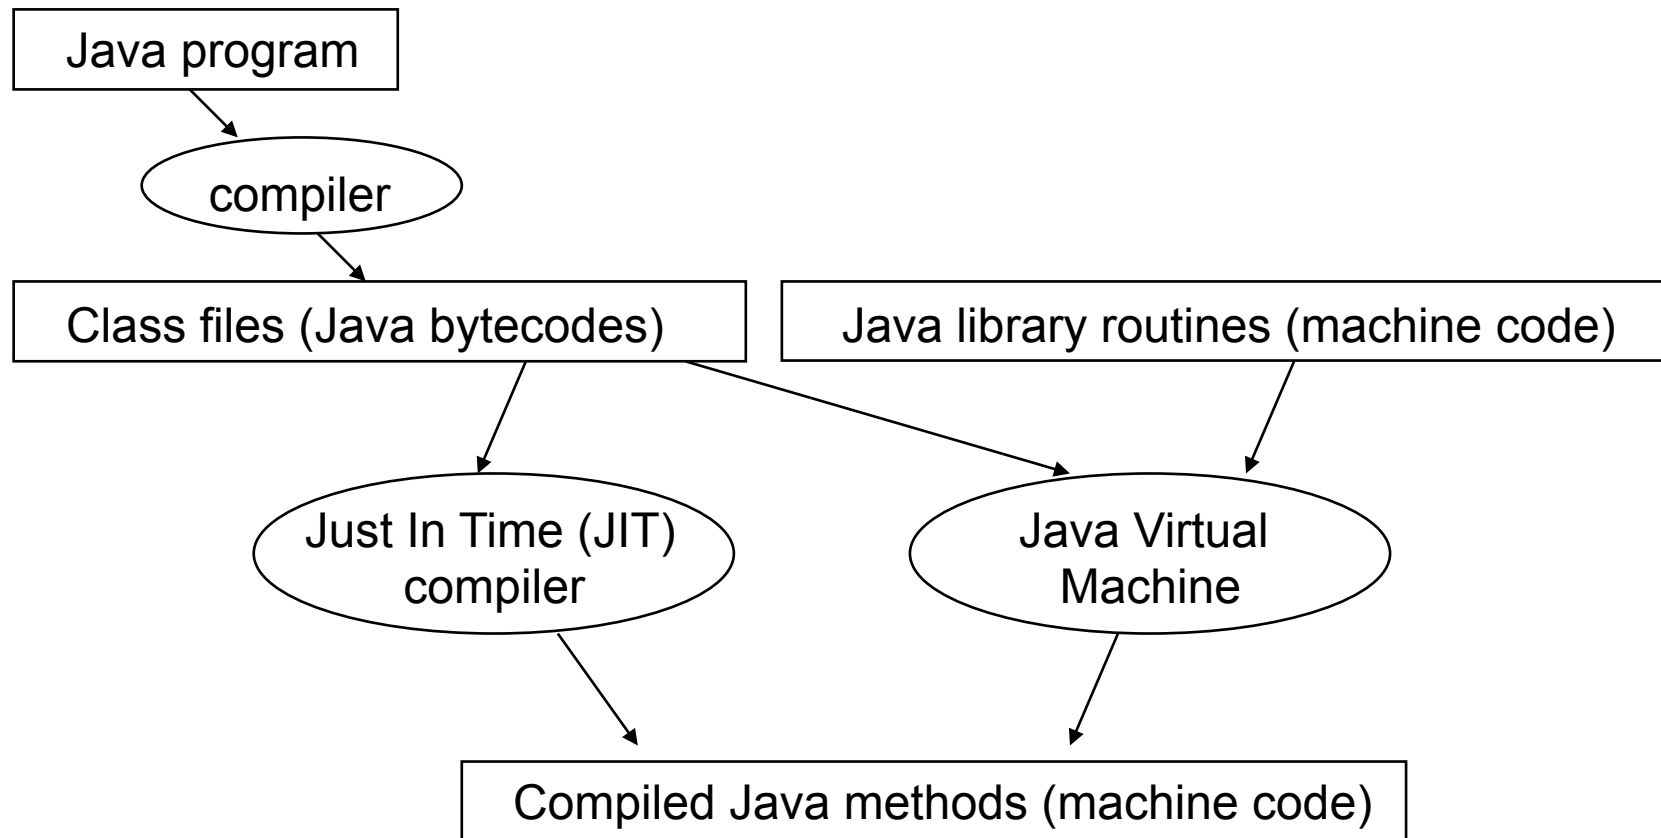 Java program
compiler
Class files (Java bytecodes)
Java library routines (machine code)
Just In Time (JIT)
compiler
Java Virtual
Machine
Compiled Java methods (machine code)